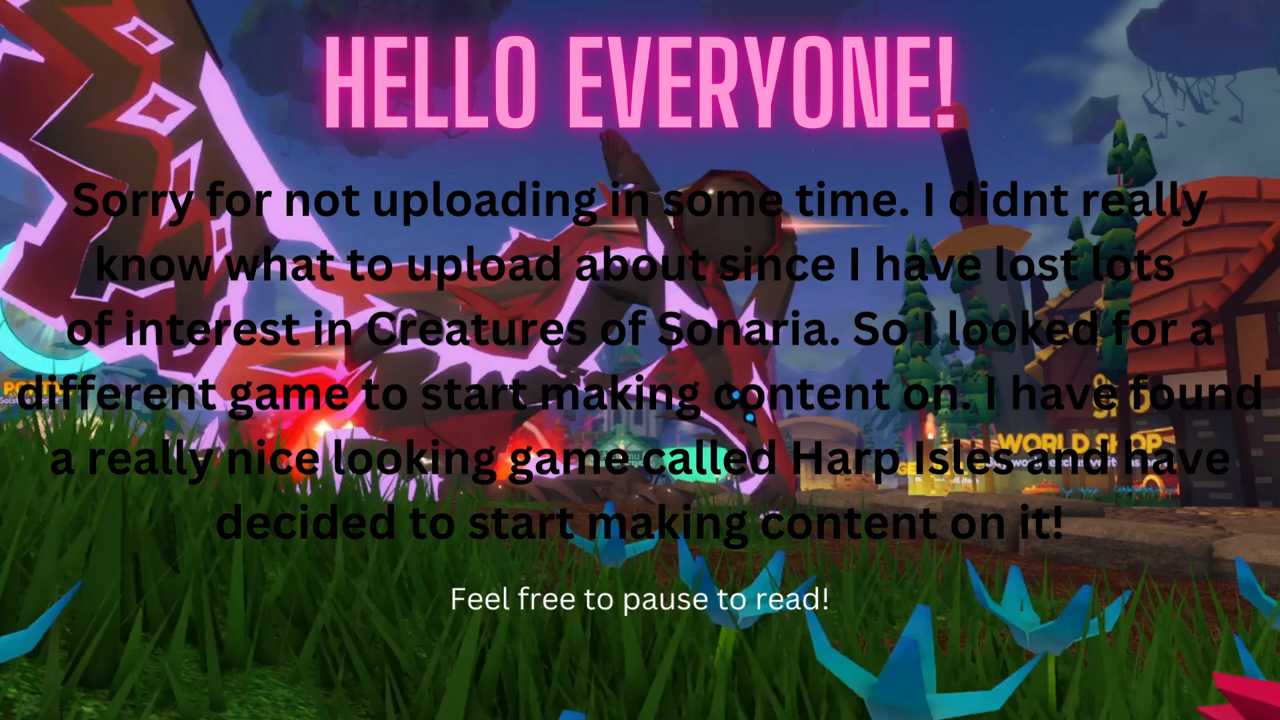 HELLO EVERYONE!
Sorry for not uploading in some time. I didnt really
know what to upload about since I have lost lots
of interest in Creatures of Sonaria. So I looked for a
different game to start making content on. I have found
a really nice looking game called Harp Isles and have
decided to start making content on it!
Feel free to pause to read!
WORLD SHOP